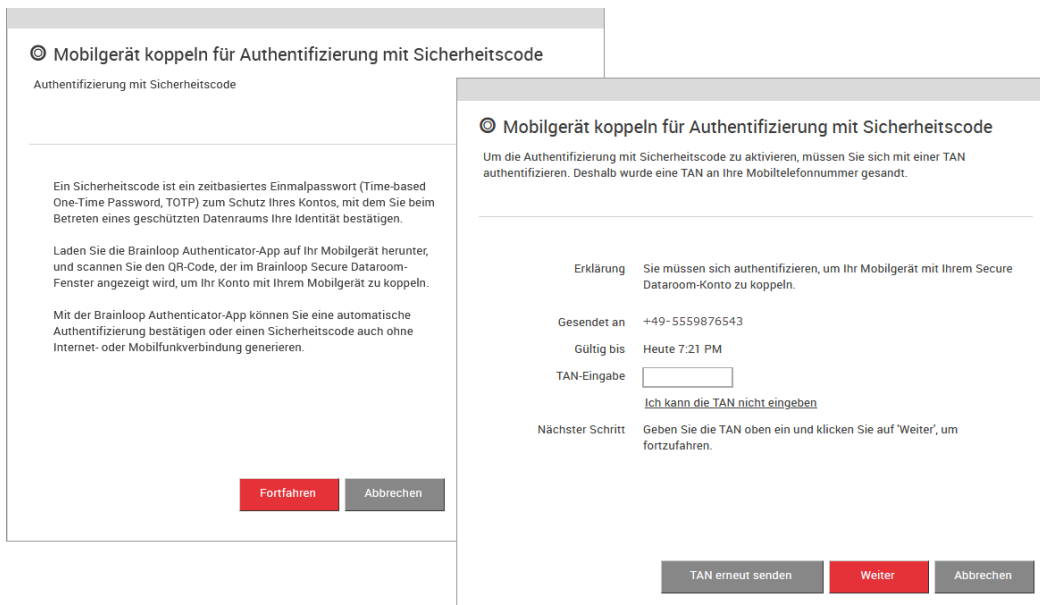 Mobilgerät koppeln für Authentifizierung mit Sicherheitscode
Authentifizierung mit Sicherheitscode
Ein Sicherheitscode ist ein zeitbasiertes Einmalpasswort (Time-based
One-Time Password, TOTP) zum Schutz Ihres Kontos, mit dem Sie beim
Betreten eines geschützten Datenraums Ihre Identität bestätigen.
Laden Sie die Brainloop Authenticator-App auf Ihr Mobilgerät herunter,
und scannen Sie den QR-Code, der im Brainloop Secure Dataroom-
Fenster angezeigt wird, um Ihr Konto mit Ihrem Mobilgerät zu koppeln.
Mit der Brainloop Authenticator-App können Sie eine automatische
Authentifizierung bestätigen oder einen Sicherheitscode auch ohne
Internet- oder Mobilfunkverbindung generieren.
Fortfahren Abbrechen
Mobilgerät koppeln für Authentifizierung mit Sicherheitscode
Um die Authentifizierung mit Sicherheitscode zu aktivieren, müssen Sie sich mit einer TAN
authentifizieren. Deshalb wurde eine TAN an Ihre Mobiltelefonnummer gesandt.
Erklärung Sie müssen sich authentifizieren, um Ihr Mobilgerät mit Ihrem Secure
Dataroom-Konto zu koppeln.
Gesendet an +49-5559876543
Gültig bis Heute 7:21 PM
TAN-Eingabe
Ich kann die TAN nicht eingeben
Nächster Schritt Geben Sie die TAN oben ein und klicken Sie auf 'Weiter', um
fortzufahren.
TAN erneut senden Weiter Abbrechen